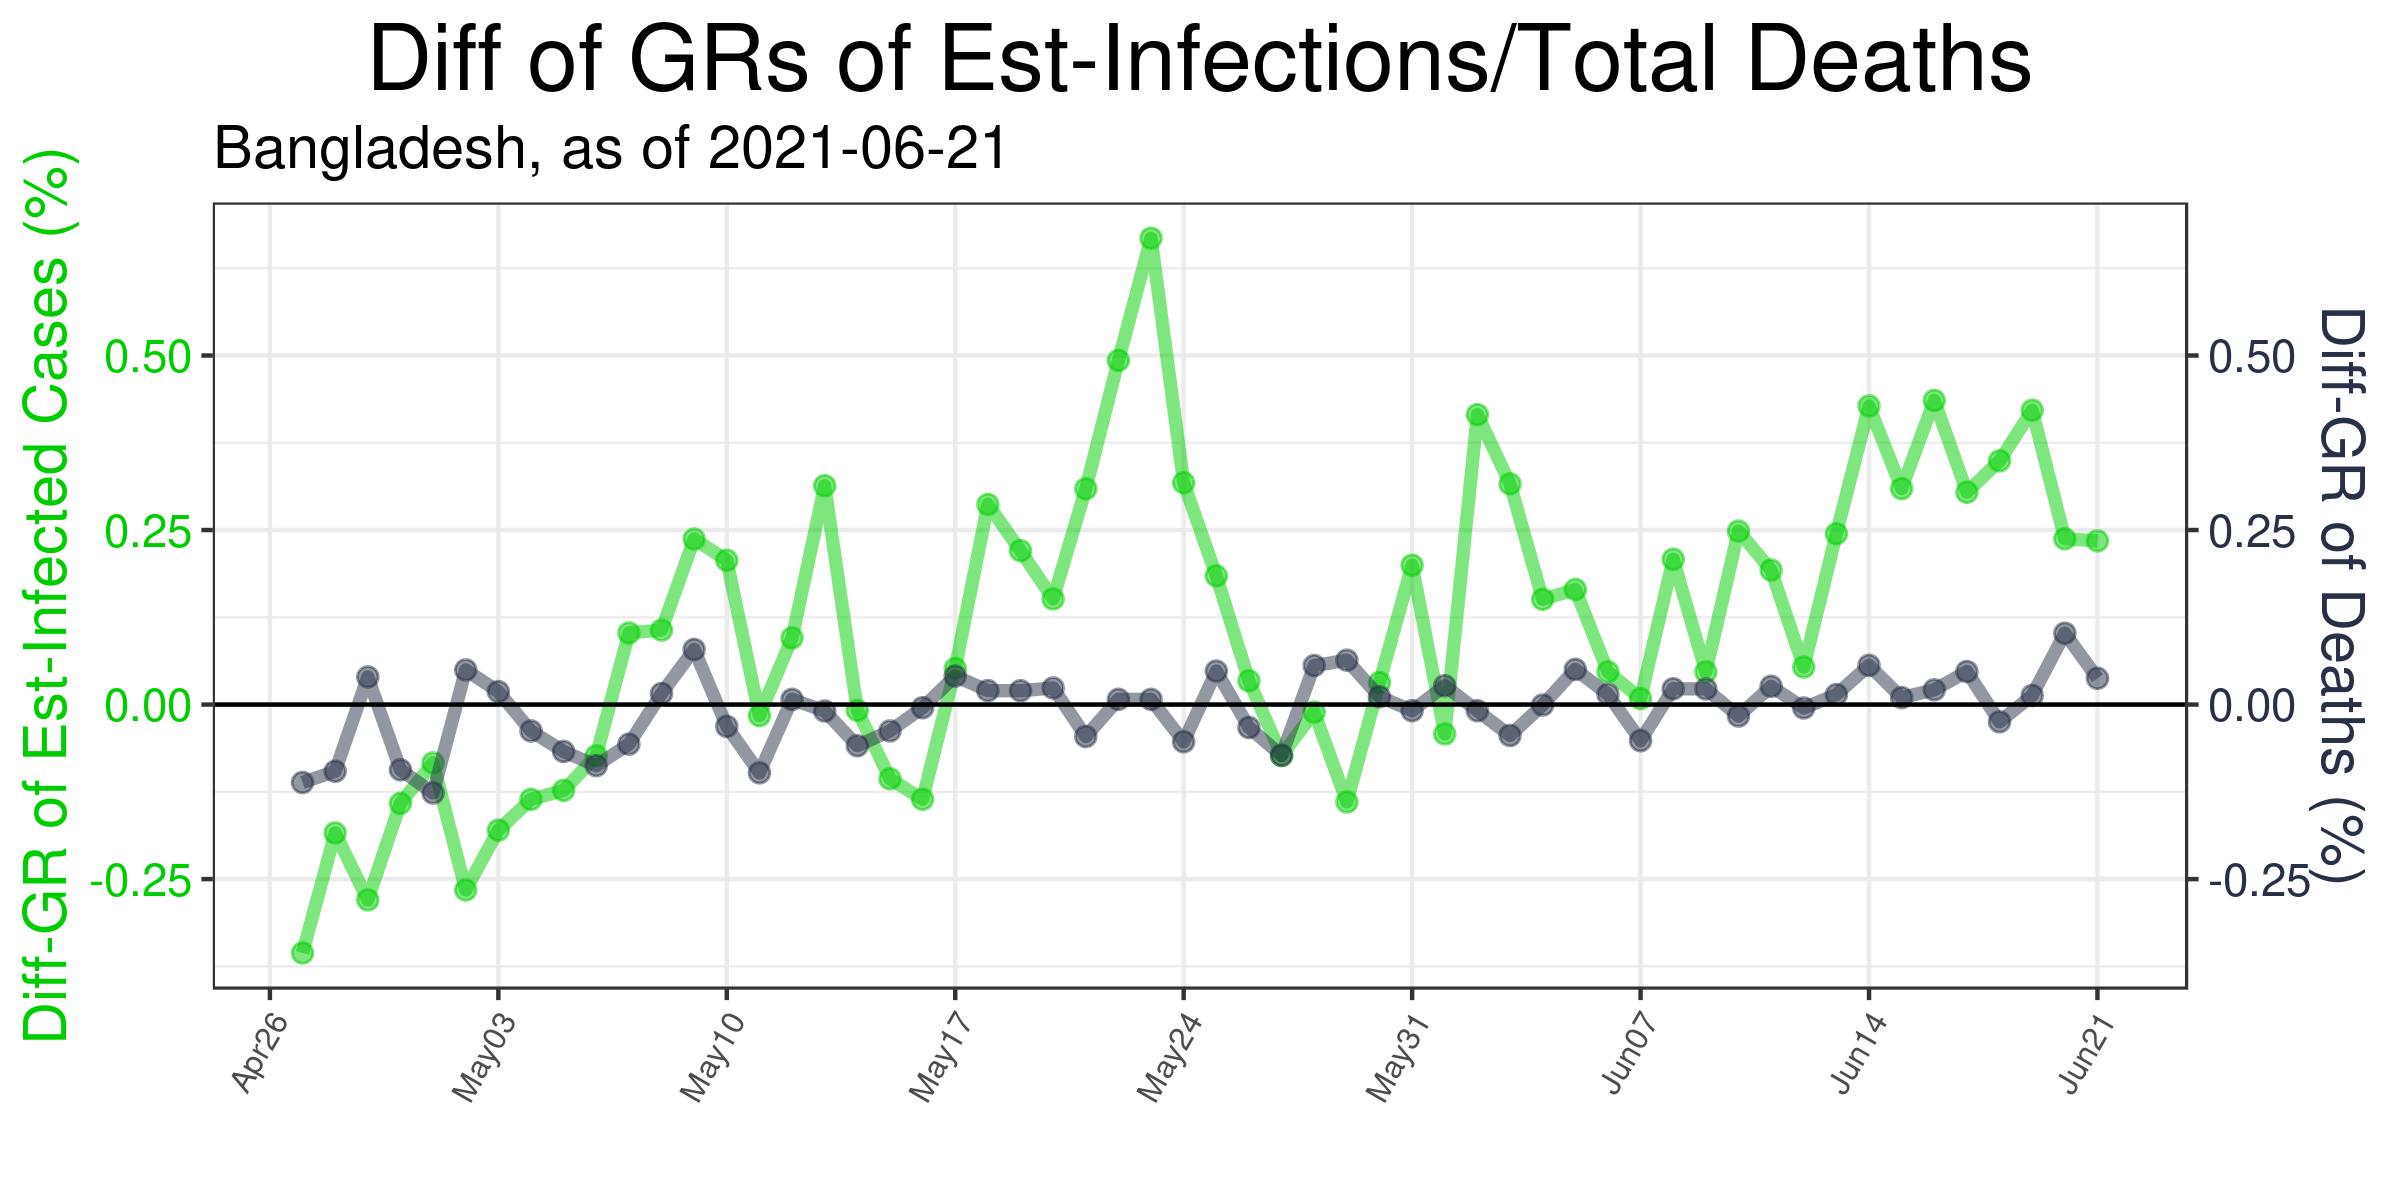 Diff of GRs of Est-Infections/Total Deaths
Bangladesh, as of 2021-06-21
Diff-GR of Est-Infected Cases (%)
0.50
0.25
0.00
-0.25
0.50
0.25
0.00
-0.25
Diff-GR of Deaths (%)
Apr26
May03
May10
May17
May24
May31
Jun07
Jun14
Jun21